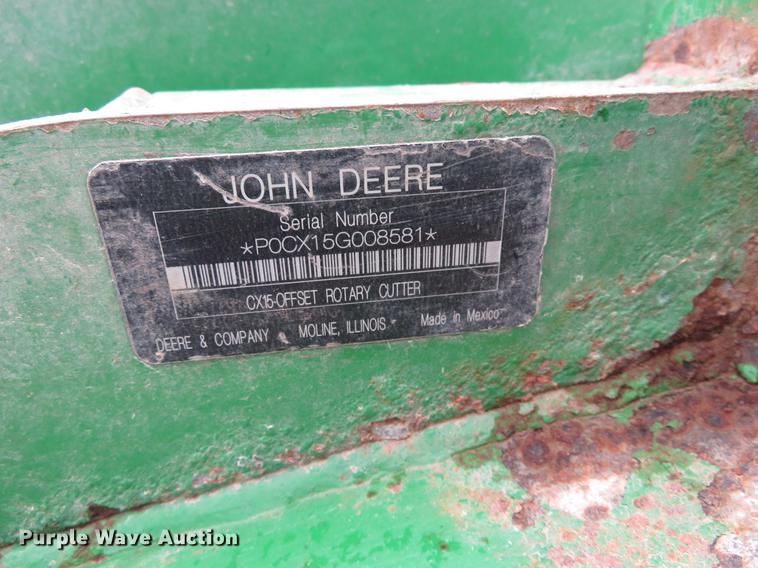 JOHN DEERE
Serial Number
*P0CX15G008581*
CX15-OFFSET ROTARY CUTTER
DEERE & COMPANY MOLINE, ILLINOIS Made in Mexico
Purple Wave Auction